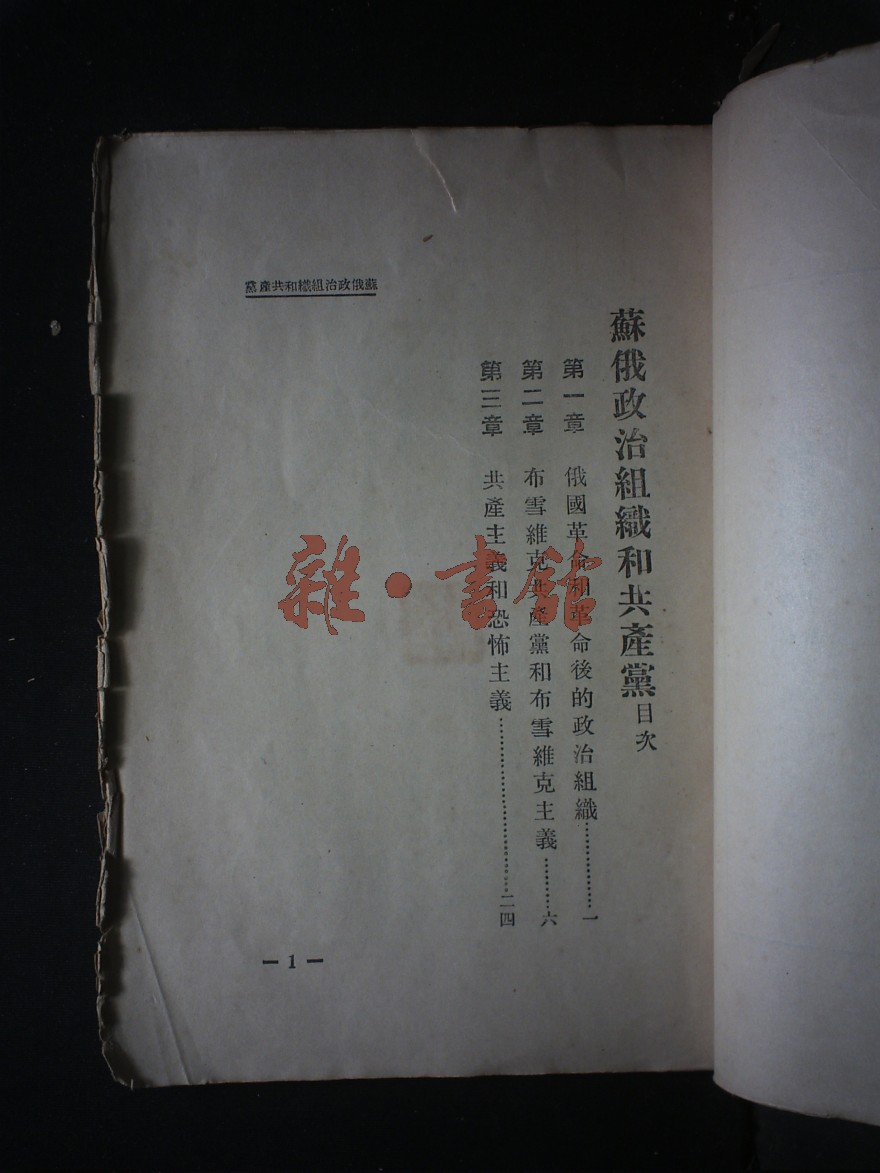 蘇俄政治組織和共產黨目次
第一章 俄國革命和革命後的政治組織……………一
第二章 布雪維克共產黨和布雪維克主義………六
第三章 共產主義和恐怖主義…………………………二四
蘇俄政治組織和共產黨
— 1 —
雜·書館